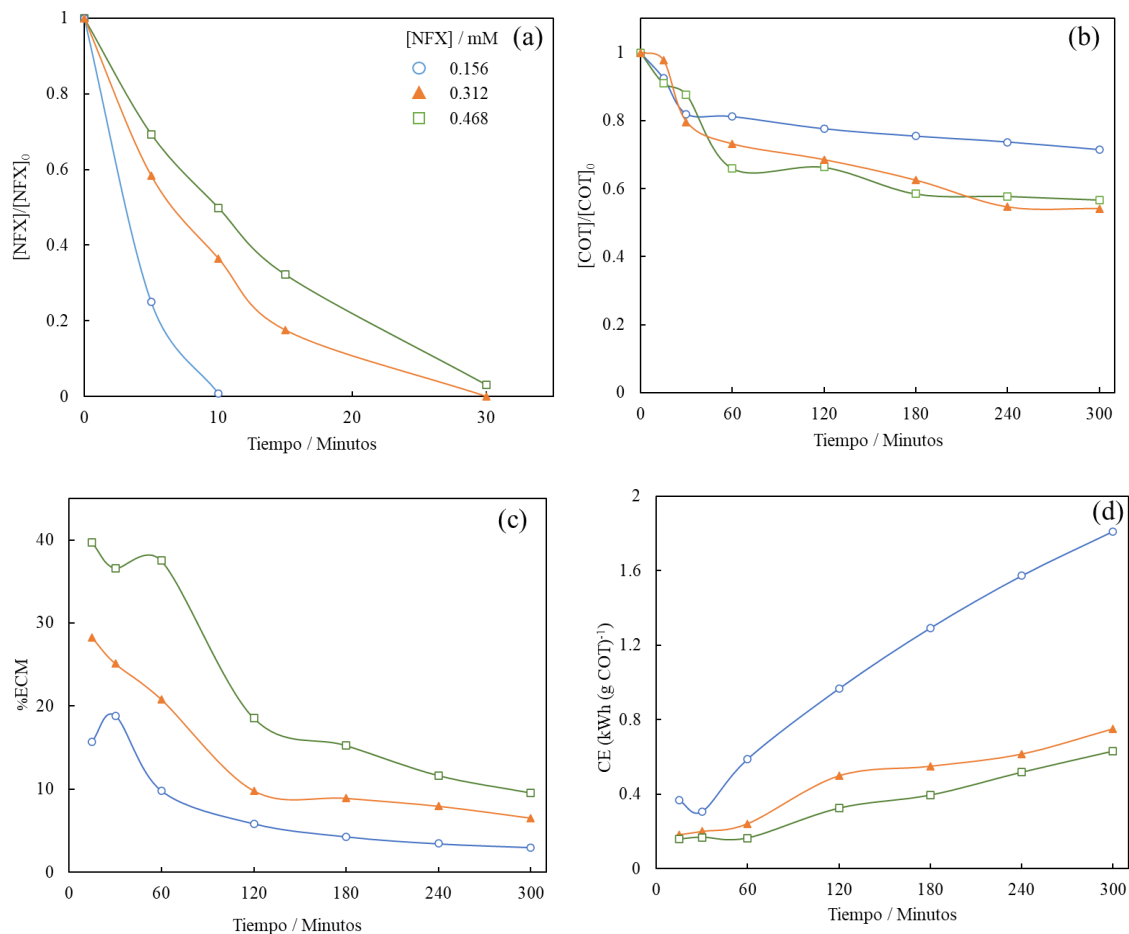 (a)
[NFX] / mM
0.156
0.312
0.468
1
0.8
0.6
0.4
0.2
0
[NFX]/[NFX]0
0 10 20 30
Tiempo / Minutos
(b)
1
0.8
0.6
0.4
0.2
0
[COT]/[COT]0
0 60 120 180 240 300
Tiempo / Minutos
(c)
40
30
20
10
0
%ECM
0 60 120 180 240 300
Tiempo / Minutos
(d)
2
1.6
1.2
0.8
0.4
0
CE (kWh (g COT)-1
0 60 120 180 240 300
Tiempo / Minutos